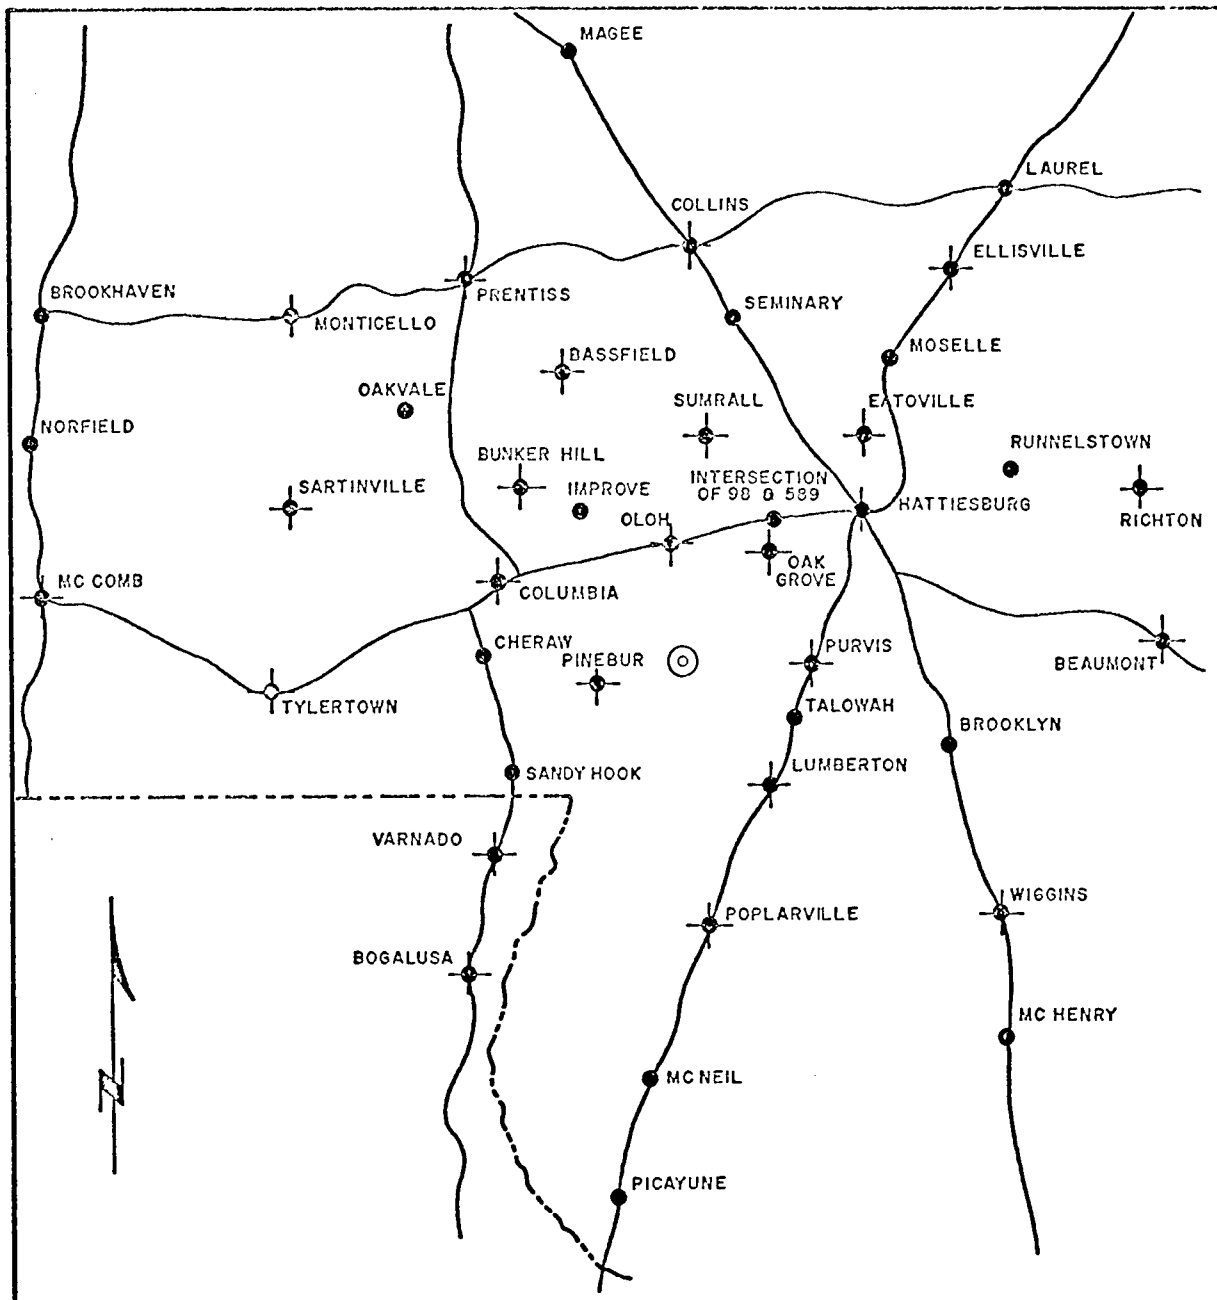 MAGEE
LAUREL
COLLINS
ELLISVILLE
BROOKHAVEN
PRENTISS
SEMINARY
MONTICELLO
MOSELLE
BASSFIELD
OAKVALE
SUMRALL
EATOVILLE
NORFIELD
RUNNELSTOWN
BUNKER HILL
INTERSECTION
OF 98 & 589
SARTINVILLE
IMPROVE
HATTIESBURG
RICHTON
OLOH
OAK
GROVE
MC COMB
COLUMBIA
CHERAW
PINEBUR
PURVIS
BEAUMONT
TYLERTOWN
TALOWAH
BROOKLYN
SANDY HOOK
LUMBERTON
VARNADO
WIGGINS
POPLARVILLE
BOGALUSA
MC HENRY
MC NEIL
PICAYUNE
N